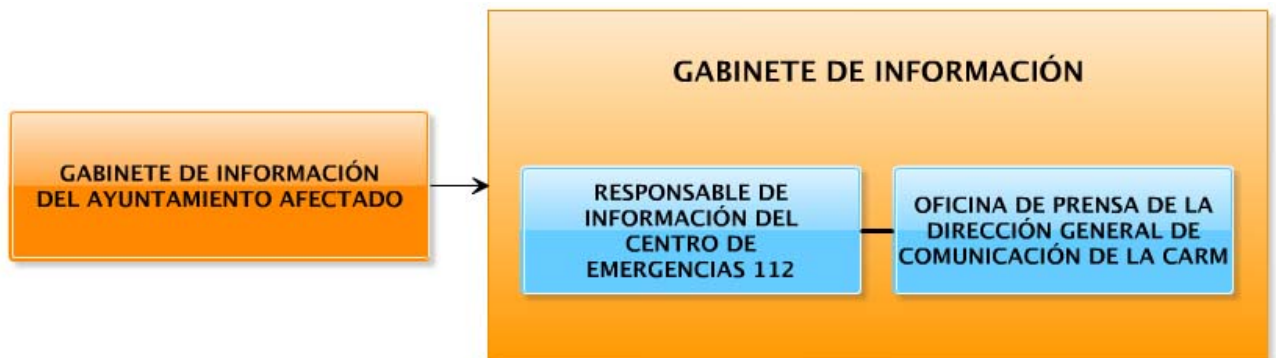 GABINETE DE INFORMACIÓN
GABINETE DE INFORMACIÓN
DEL AYUNTAMIENTO AFECTADO
RESPONSABLE DE
INFORMACIÓN DEL
CENTRO DE
EMERGENCIAS 112
OFICINA DE PRENSA DE LA
DIRECCIÓN GENERAL DE
COMUNICACIÓN DE LA CARM